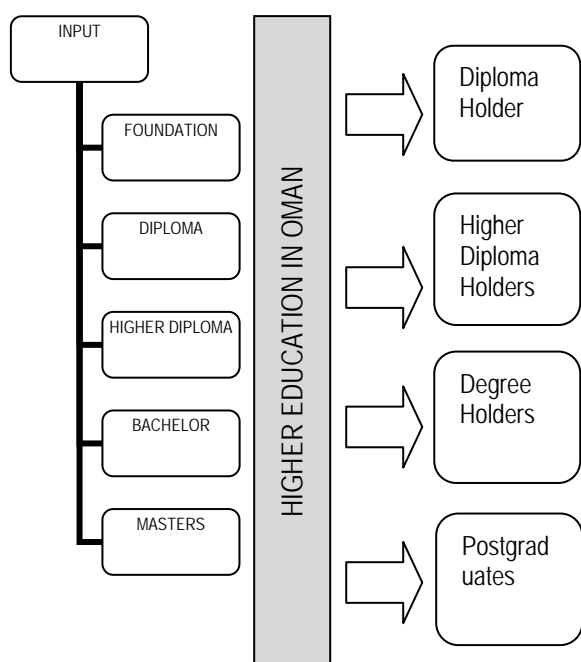 INPUT
FOUNDATION
DIPLOMA
HIGHER DIPLOMA
BACHELOR
MASTERS
HIGHER EDUCATION IN OMAN
Diploma
Holder
Higher
Diploma
Holders
Degree
Holders
Postgrad
uates